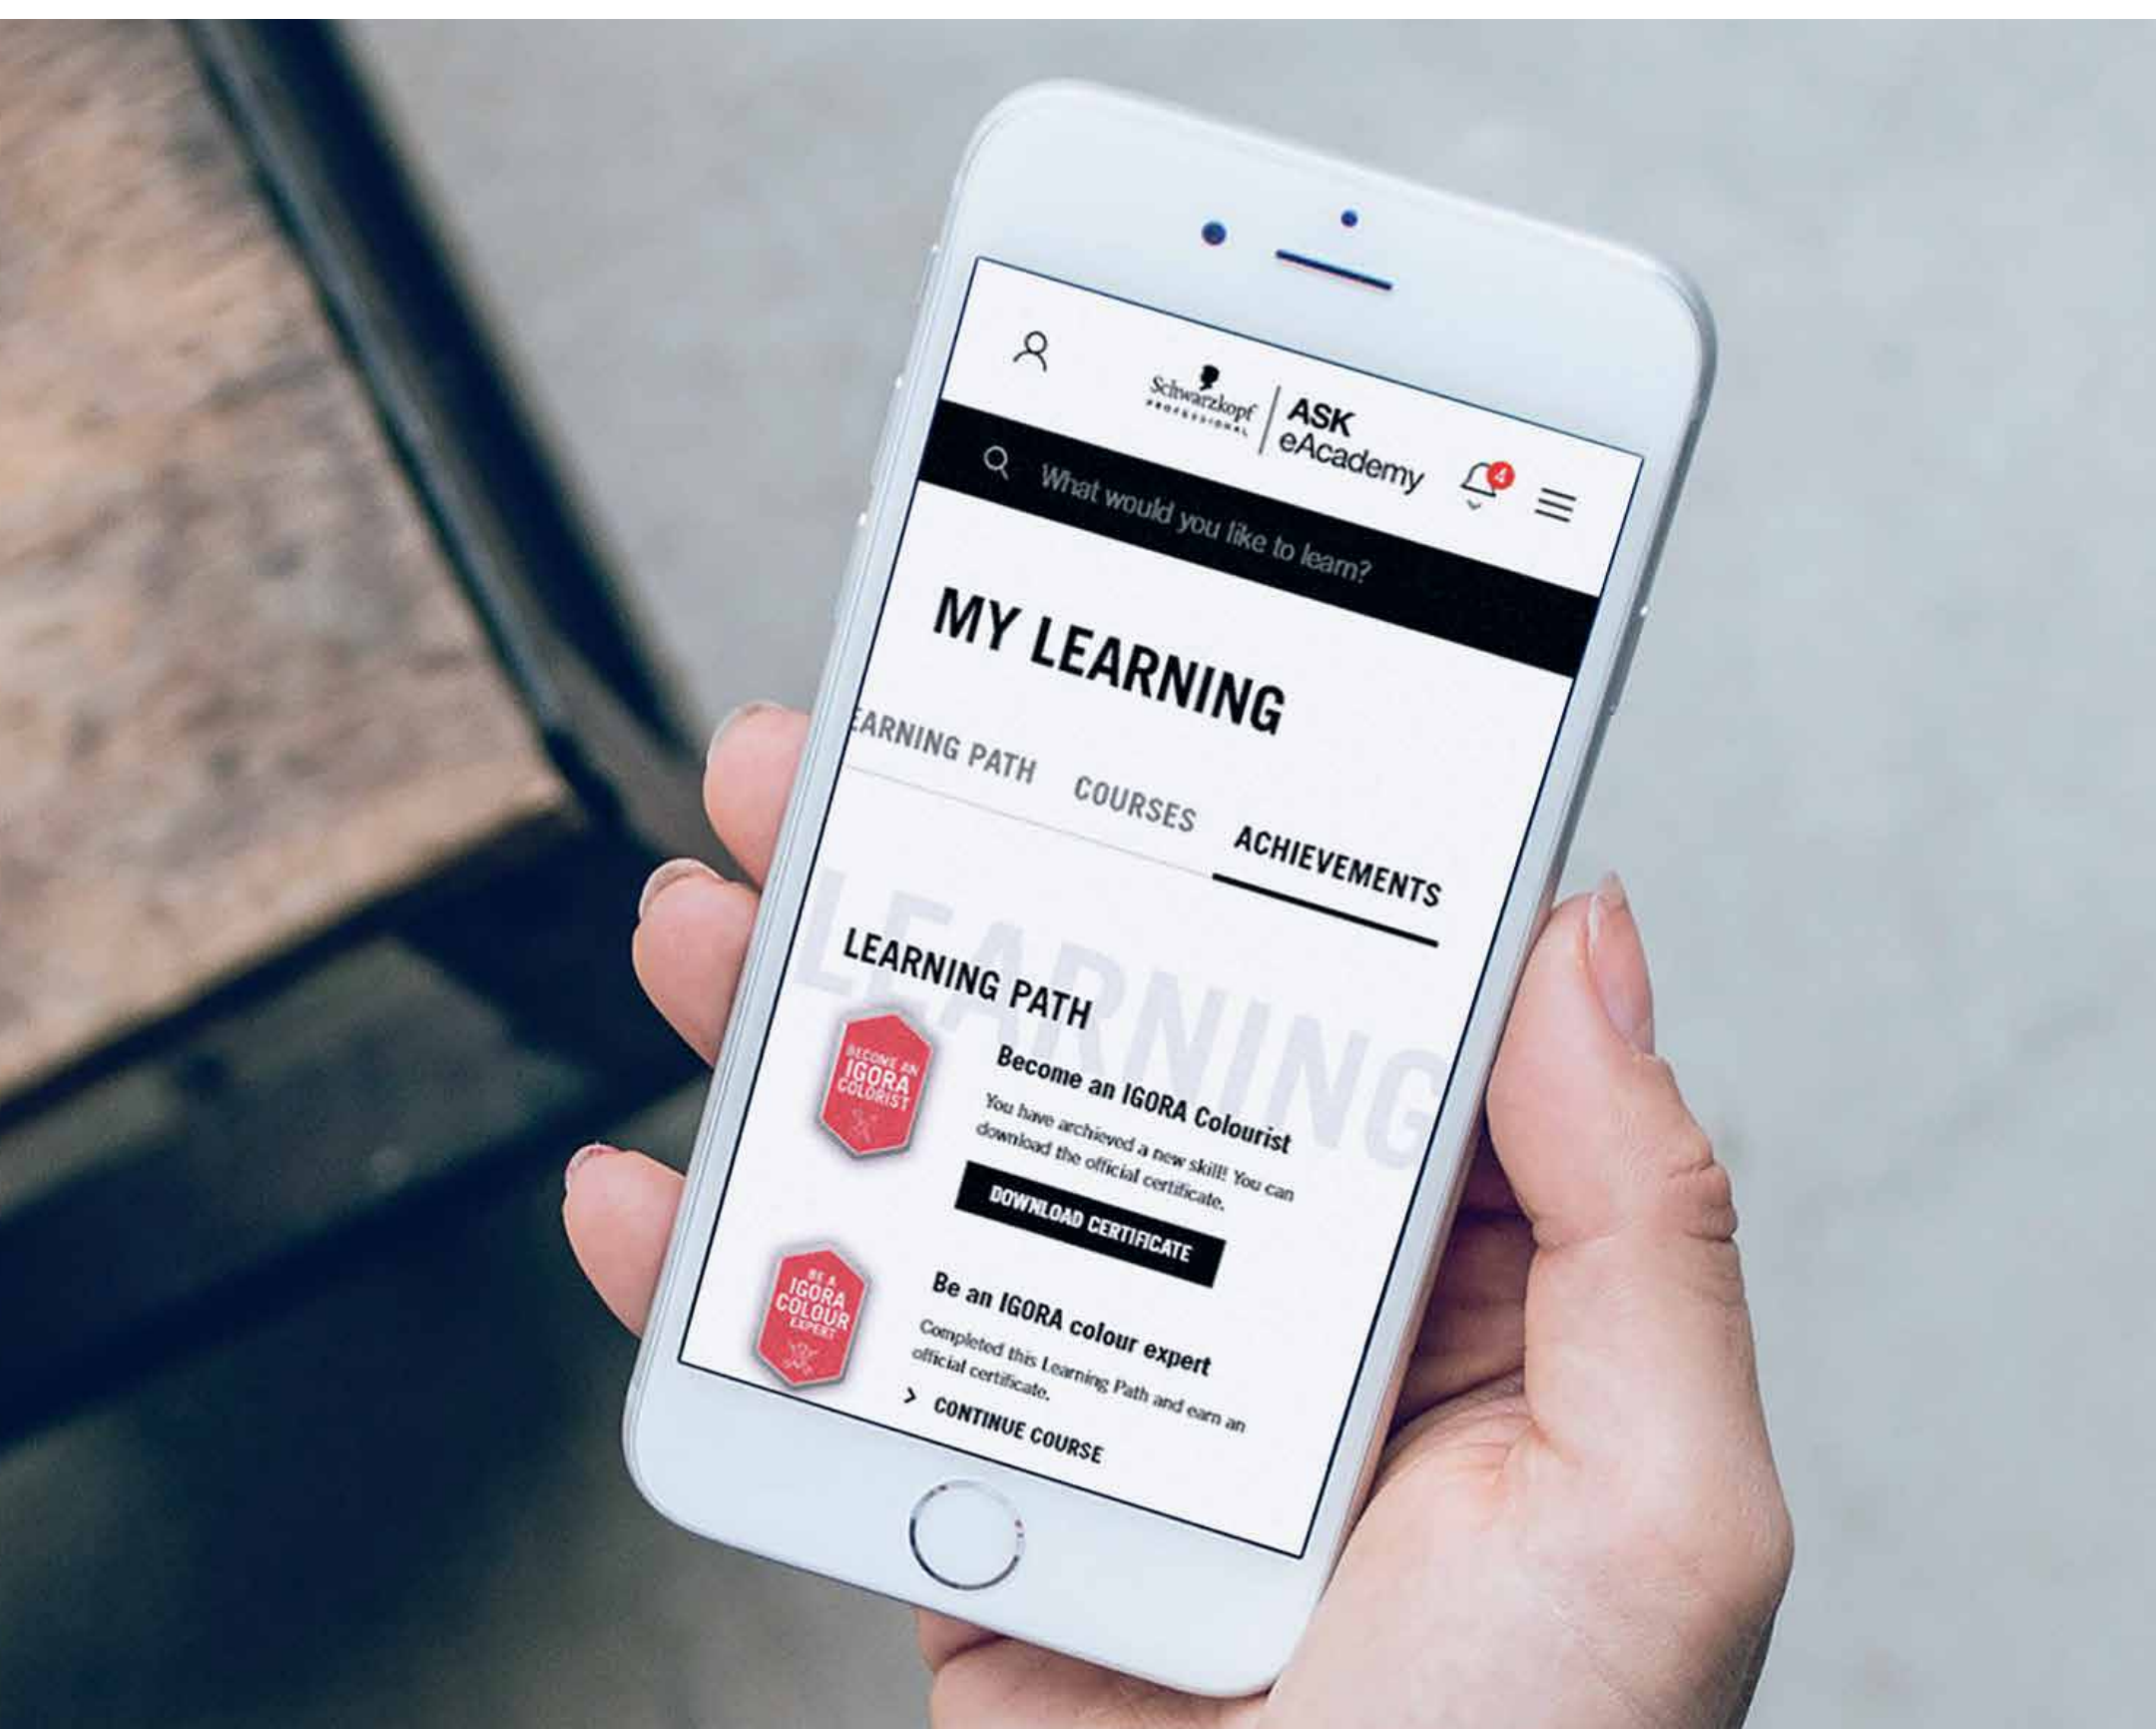 Schwarzkopf
PROFESSIONAL
ASK
eAcademy
4
What would you like to learn?
MY LEARNING
EARNING PATH COURSES ACHIEVEMENTS
LEARNING
LEARNING PATH
BECOME AN
IGORA
COLORIST
Become an IGORA Colourist
You have archieved a new skill! You can
download the official certificate.
DOWNLOAD CERTIFICATE
BE A
IGORA
COLOUR
EXPERT
Be an IGORA colour expert
Completed this Learning Path and earn an
official certificate.
CONTINUE COURSE